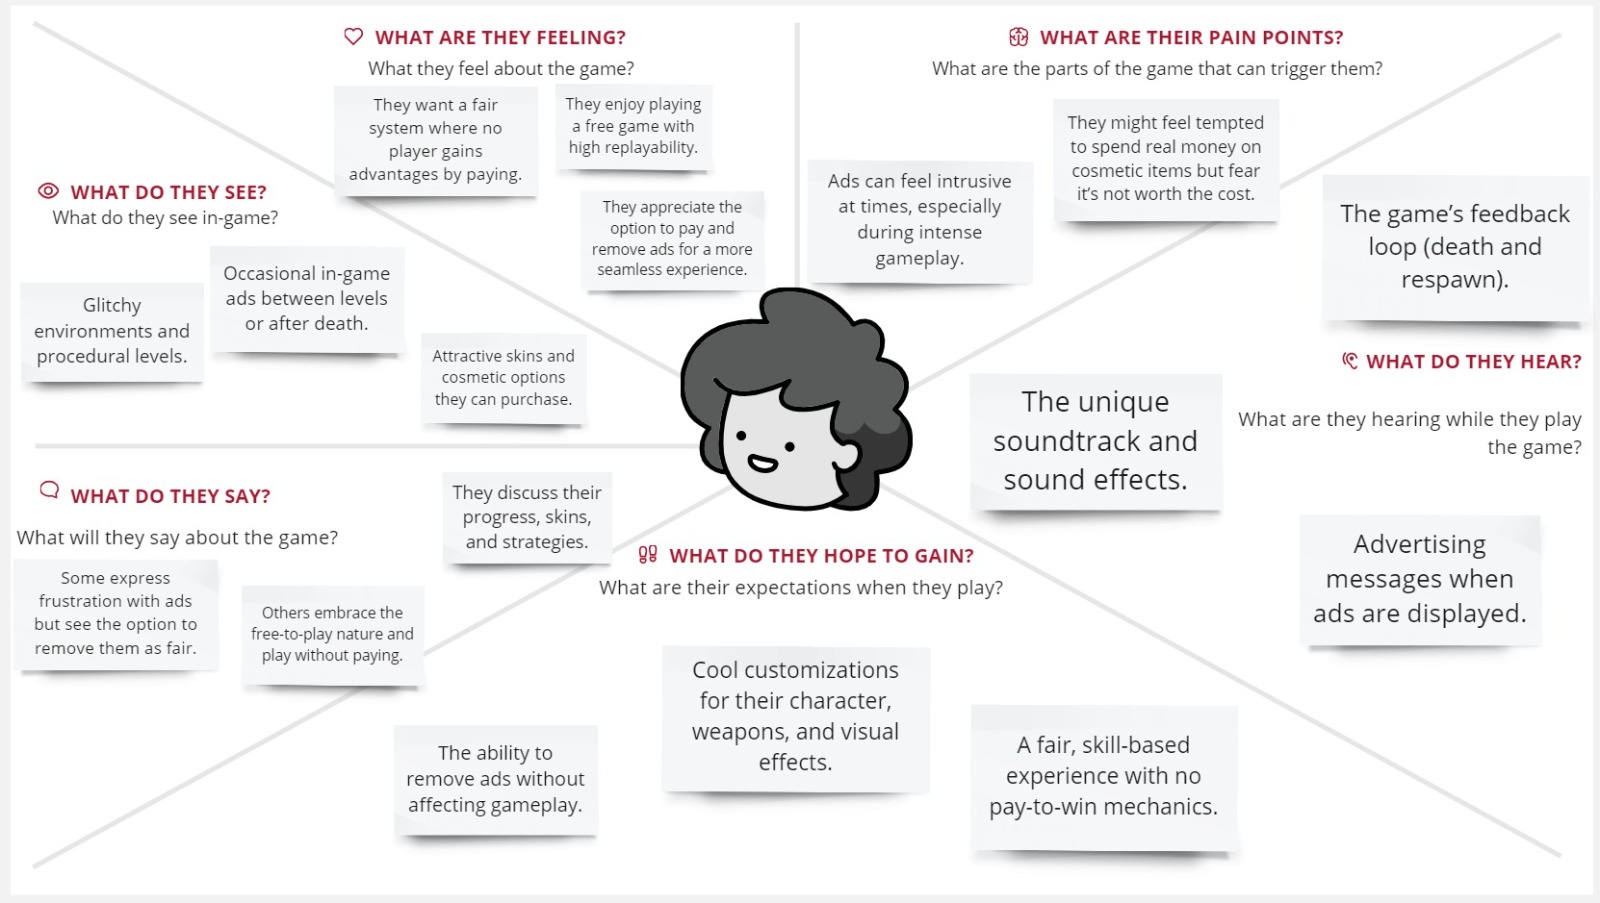 WHAT ARE THEY FEELING?
What they feel about the game?
They want a fair
system where no
player gains
advantages by paying.
They enjoy playing
a free game with
high replayability.
They appreciate the
option to pay and
remove ads for a more
seamless experience.
WHAT ARE THEIR PAIN POINTS?
What are the parts of the game that can trigger them?
Ads can feel intrusive
at times, especially
during intense
gameplay.
They might feel tempted
to spend real money on
cosmetic items but fear
it’s not worth the cost.
WHAT DO THEY SEE?
What do they see in-game?
Glitchy
environments and
procedural levels.
Occasional in-game
ads between levels
or after death.
Attractive skins and
cosmetic options
they can purchase.
The game’s feedback
loop (death and
respawn).
WHAT DO THEY HEAR?
What are they hearing while they play
the game?
The unique
soundtrack and
sound effects.
Advertising
messages when
ads are displayed.
WHAT DO THEY SAY?
What will they say about the game?
Some express
frustration with ads
but see the option to
remove them as fair.
Others embrace the
free-to-play nature and
play without paying.
They discuss their
progress, skins,
and strategies.
WHAT DO THEY HOPE TO GAIN?
What are their expectations when they play?
The ability to
remove ads without
affecting gameplay.
Cool customizations
for their character,
weapons, and visual
effects.
A fair, skill-based
experience with no
pay-to-win mechanics.